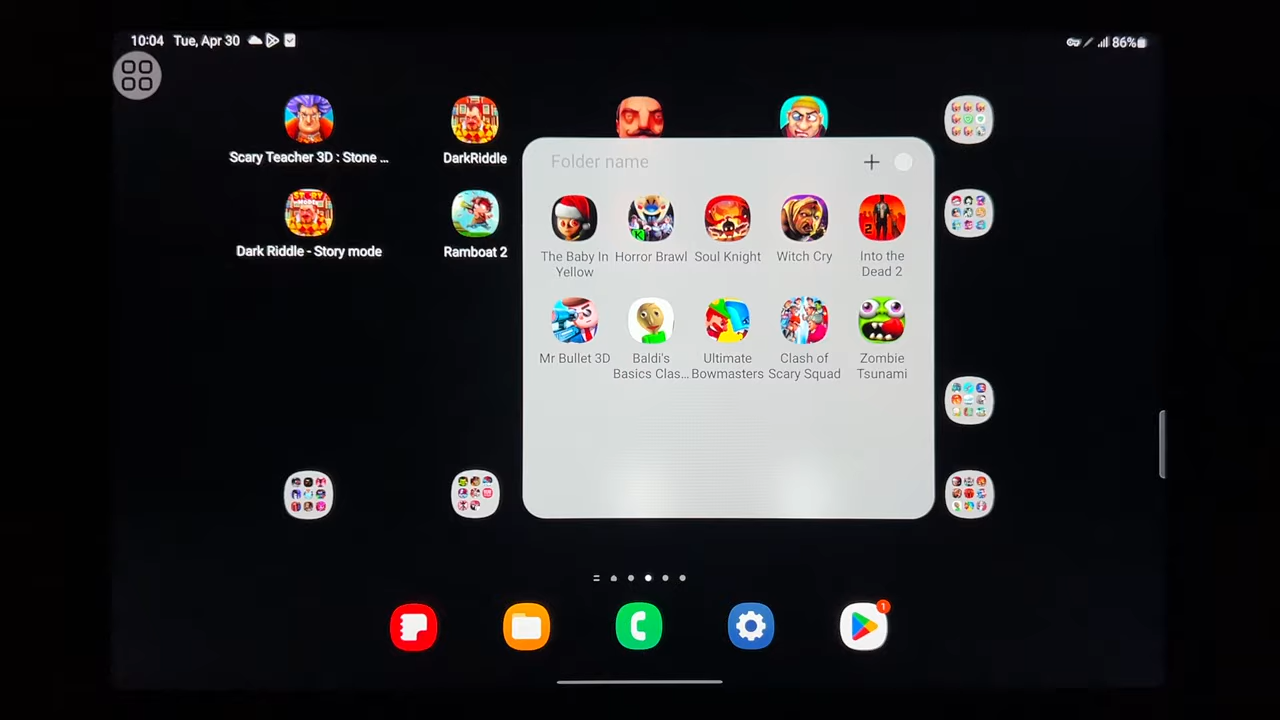 10:04 Tue, Apr 30
86%
Scary Teacher 3D : Stone ...
DarkRiddle
Folder name
Dark Riddle - Story mode
Ramboat 2
The Baby In
Yellow
Horror Brawl
Soul Knight
Witch Cry
Into the
Dead 2
Mr Bullet 3D
Baldi's
Basics Clas...
Ultimate
Bowmasters
Clash of
Scary Squad
Zombie
Tsunami
1